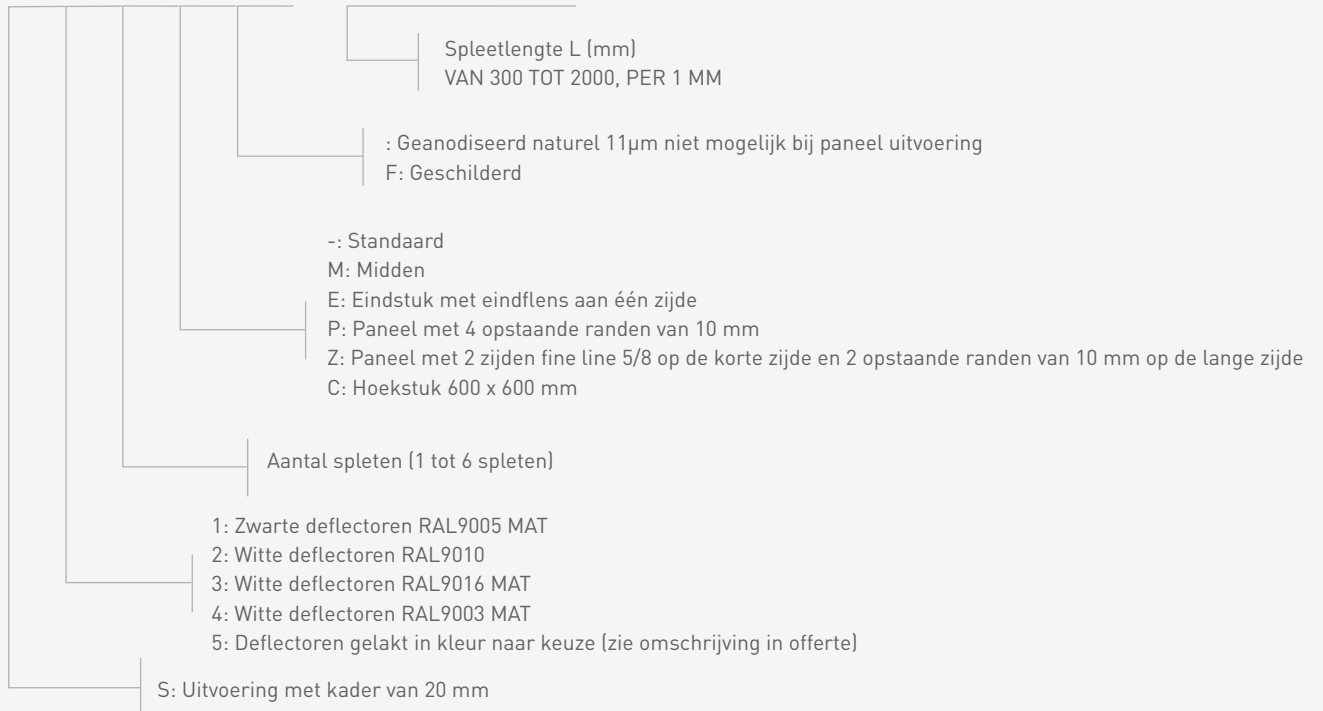 Spleetlengte L (mm)
VAN 300 TOT 2000, PER 1 MM
: Geanodiseerd naturel 11µm niet mogelijk bij paneel uitvoering
F: Geschilderd
-: Standaard
M: Midden
E: Eindstuk met eindflens aan één zijde
P: Paneel met 4 opstaande randen van 10 mm
Z: Paneel met 2 zijden fine line 5/8 op de korte zijde en 2 opstaande randen van 10 mm op de lange zijde
C: Hoekstuk 600 x 600 mm
Aantal spleten (1 tot 6 spleten)
1: Zwarte deflectoren RAL9005 MAT
2: Witte deflectoren RAL9010
3: Witte deflectoren RAL9016 MAT
4: Witte deflectoren RAL9003 MAT
5: Deflectoren gelakt in kleur naar keuze (zie omschrijving in offerte)
S: Uitvoering met kader van 20 mm